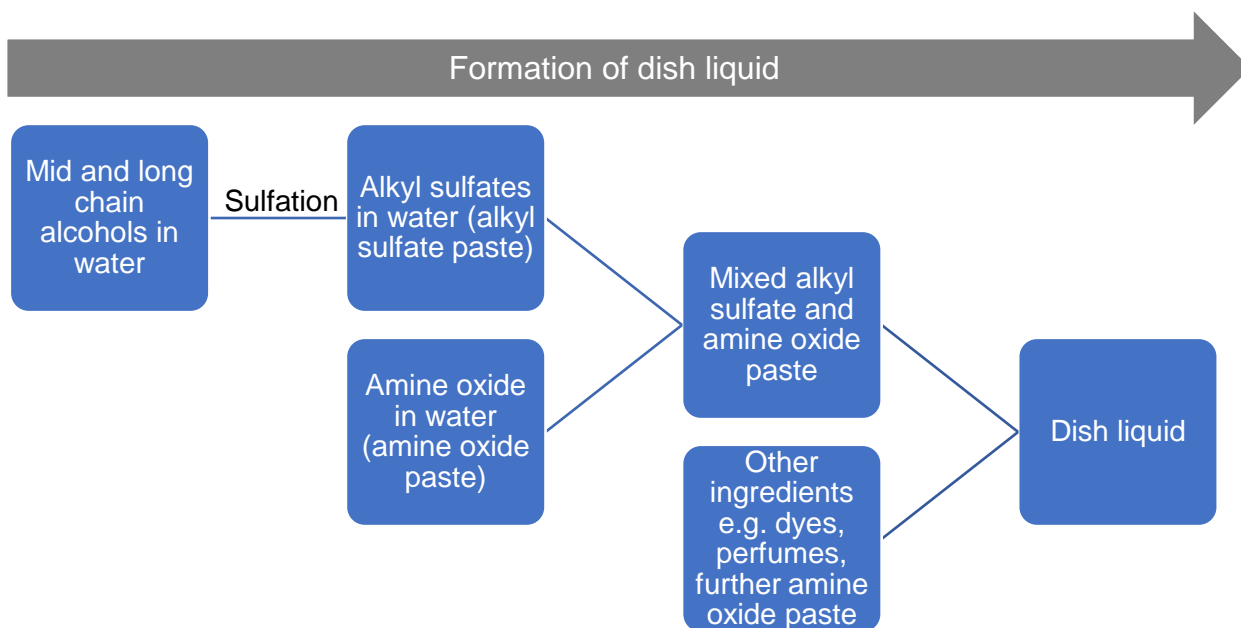 Formation of dish liquid
Mid and long
chain
alcohols in
water
Sulfation
Alkyl sulfates
in water (alkyl
sulfate paste)
Amine oxide
in water
(amine oxide
paste)
Mixed alkyl
sulfate and
amine oxide
paste
Other
ingredients
e.g. dyes,
perfumes,
further amine
oxide paste
Dish liquid